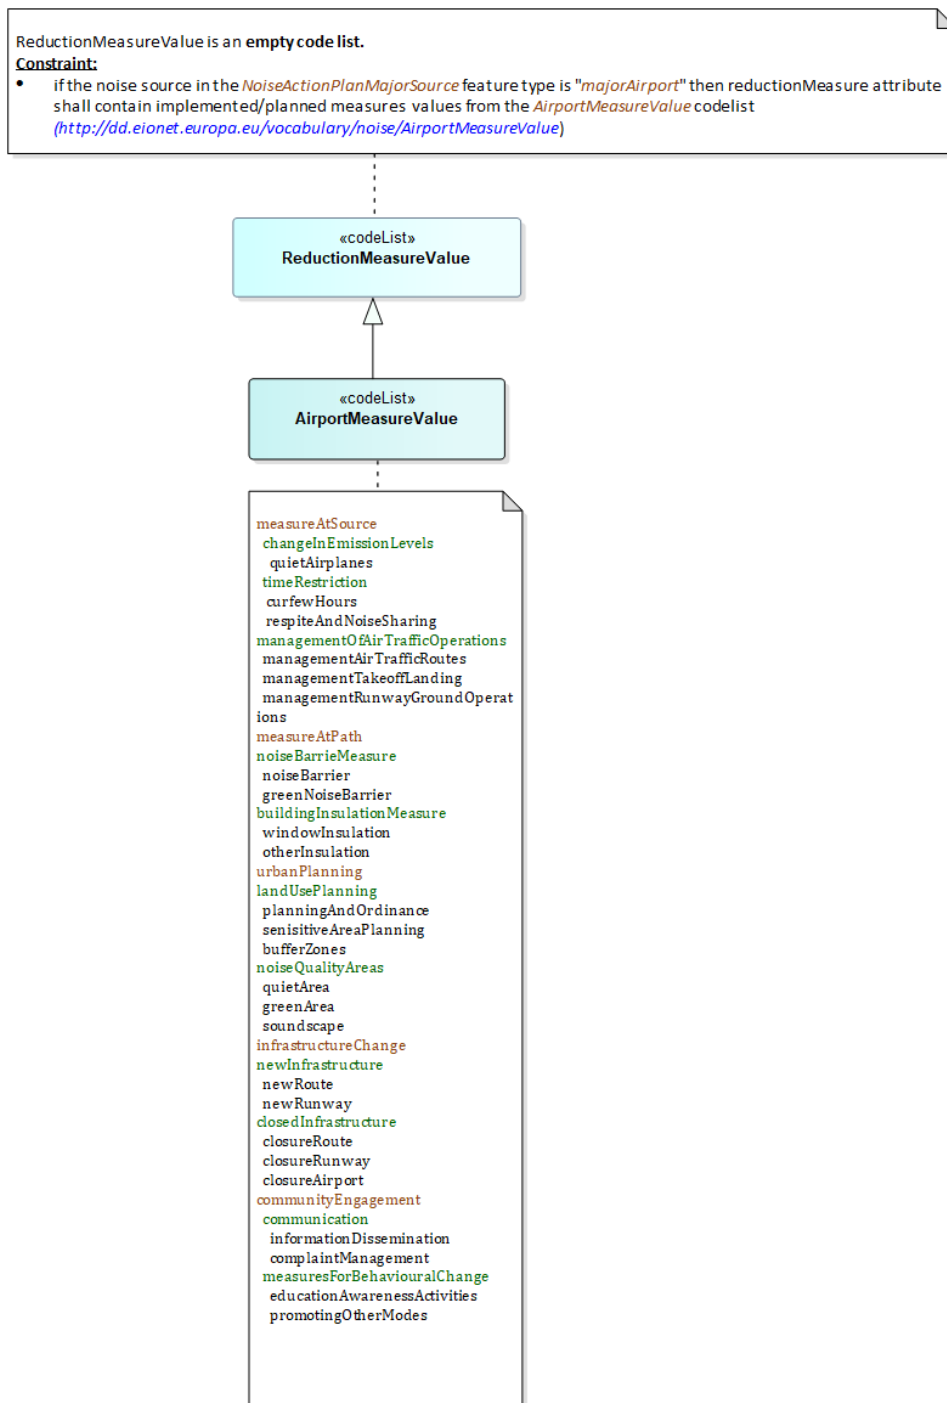 ReductionMeasureValue is an empty code list.
Constraint:
• if the noise source in the NoiseActionPlanMajorSource feature type is "majorAirport" then reductionMeasure attribute
shall contain implemented/planned measures values from the AirportMeasureValue codelist
(http://dd.eionet.europa.eu/vocabulary/noise/AirportMeasureValue)
«codeList»
ReductionMeasureValue
«codeList»
AirportMeasureValue
measureAtSource
changeInEmissionLevels
quietAirplanes
timeRestriction
curfewHours
respiteAndNoiseSharing
managementOfAirTrafficOperations
managementAirTrafficRoutes
managementTakeoffLanding
managementRunwayGroundOperat
ions
measureAtPath
noiseBarrieMeasure
noiseBarrier
greenNoiseBarrier
buildingInsulationMeasure
windowInsulation
otherInsulation
urbanPlanning
landUsePlanning
planningAndOrdinance
senisitiveAreaPlanning
bufferZones
noiseQualityAreas
quietArea
greenArea
soundscape
infrastructureChange
newInfrastructure
newRoute
newRunway
closedInfrastructure
closureRoute
closureRunway
closureAirport
communityEngagement
communication
informationDissemination
complaintManagement
measuresForBehaviouralChange
educationAwarenessActivities
promotingOtherModes